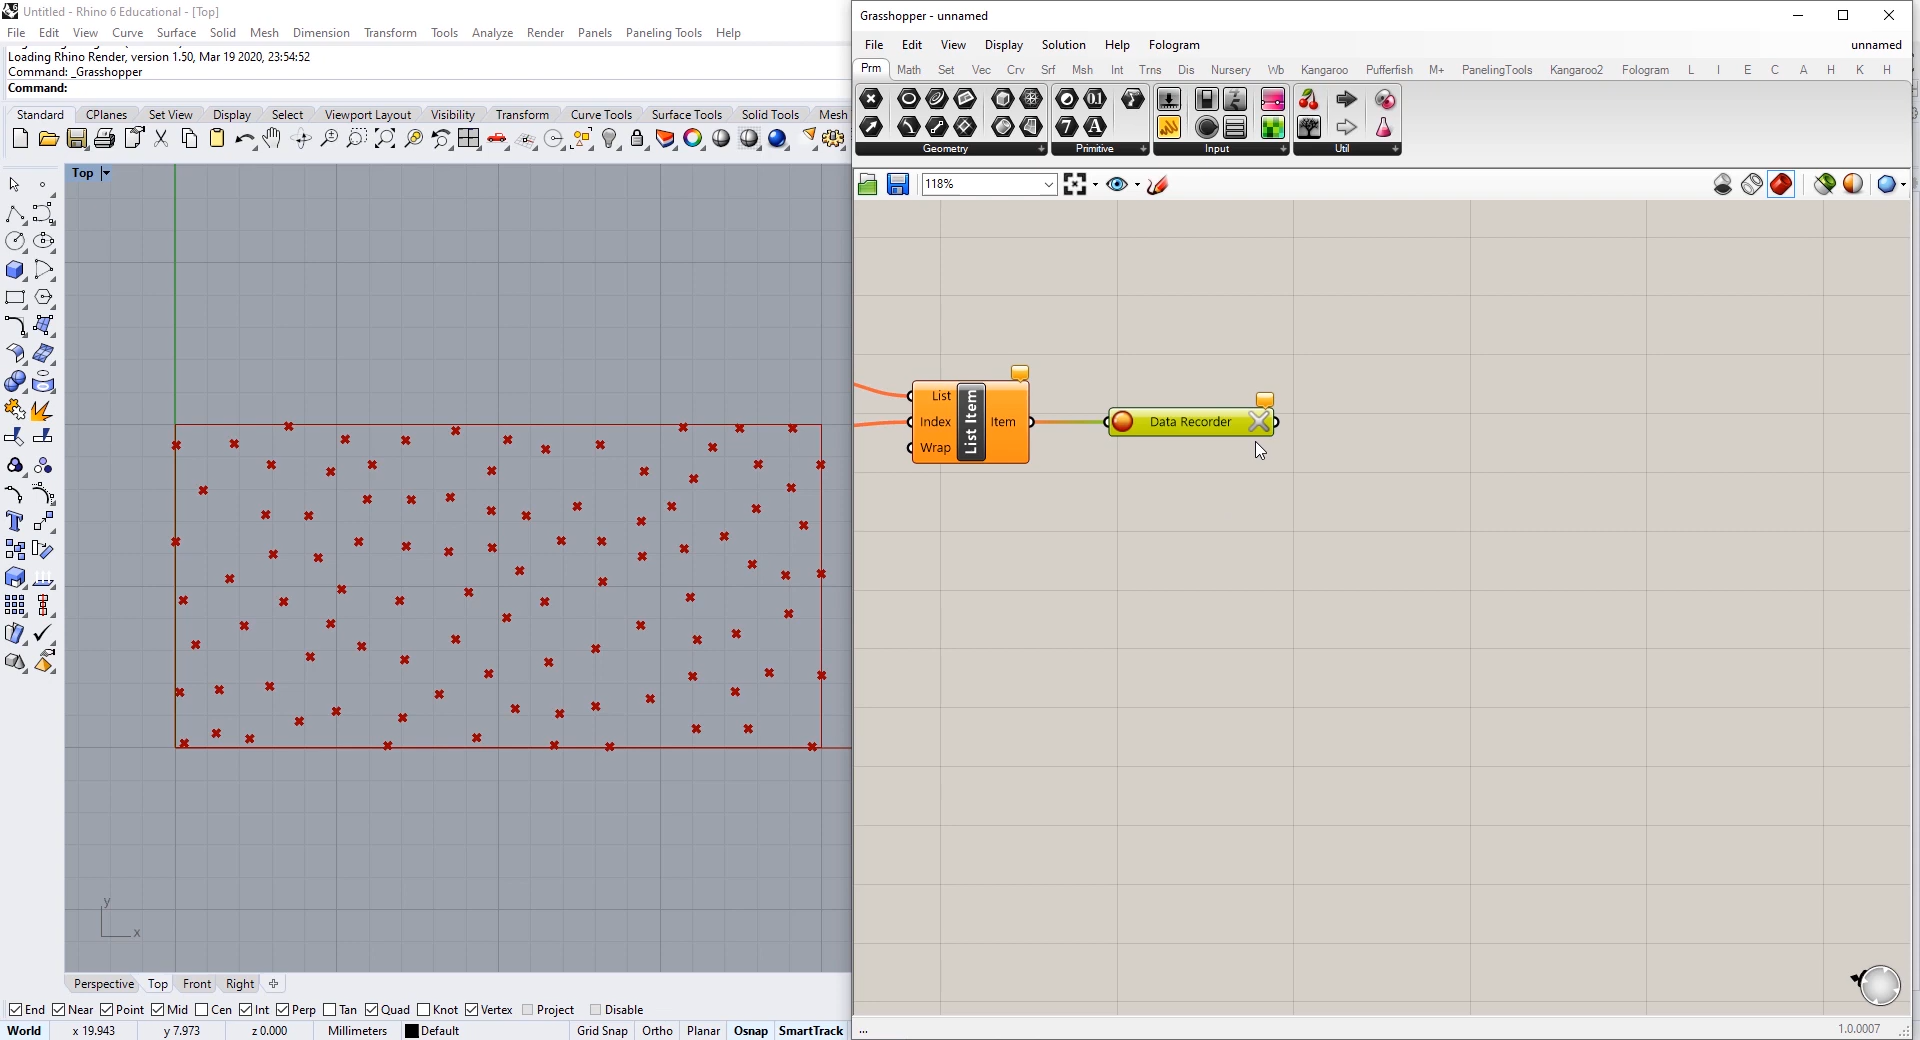 Untitled - Rhino 6 Educational - [Top]
File Edit View Curve Surface Solid Mesh Dimension Transform Tools Analyze Render Panels Paneling Tools Help
Loading Rhino Render, version 1.50, Mar 19 2020, 23:54:52
Command: _Grasshopper
Command:
Standard CPlanes Set View Display Select Viewport Layout Visibility Transform Curve Tools Surface Tools Solid Tools Mesh
Top
y
x
Perspective Top Front Right
End Near Point Mid Cen Int Perp Tan Quad Knot Vertex Project Disable
World x 19.943 y 7.973 z 0.000 Millimeters Default Grid Snap Ortho Planar Osnap SmartTrack
Grasshopper - unnamed
File Edit View Display Solution Help Fologram unnamed
Prm Math Set Vec Crv Srf Msh Int Trns Dis Nursery Wb Kangaroo Pufferfish M+ PanelingTools Kangaroo2 Fologram L I E C A H K H
Geometry Primitive Input Util
118%
List
Index
Wrap
List Item
Item
Data Recorder
...
1.0.0007